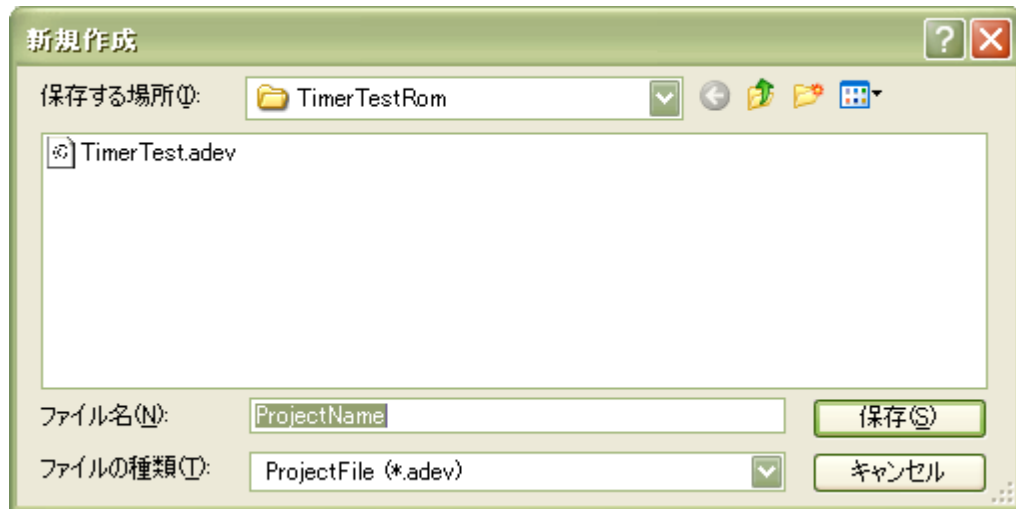 新規作成
保存する場所(I): TimerTestRom
TimerTest.adev
ファイル名(N): ProjectName 保存(S)
ファイルの種類(T): ProjectFile (*.adev) キャンセル